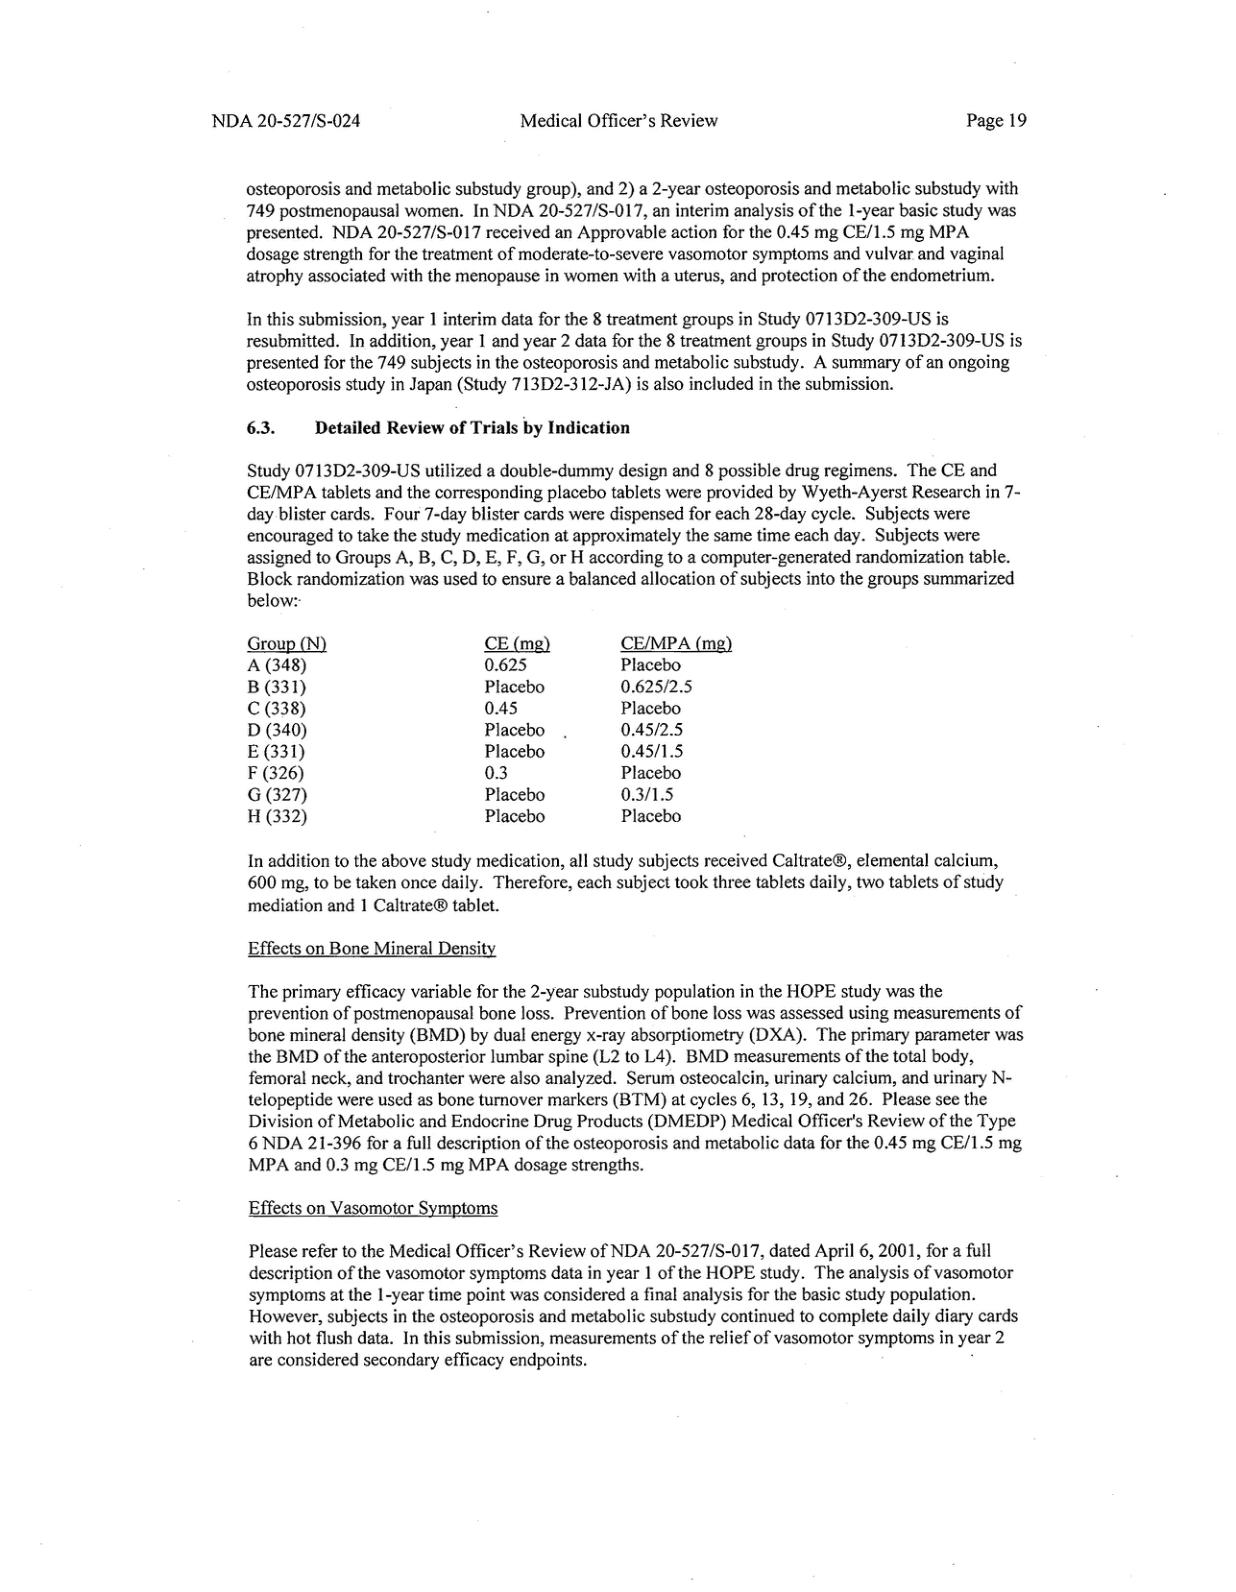 NDA 20-527/S-024 Medical Officer's Review Page 19
osteoporosis and metabolic substudy group), and 2) a 2-year osteoporosis and metabolic substudy with
749 postmenopausal women. In NDA 20-527/S-017, an interim analysis of the 1-year basic study was
presented. NDA 20-527/S-017 received an Approvable action for the 0.45 mg CE/1.5 mg MPA
dosage strength for the treatment of moderate-to-severe vasomotor symptoms and vulvar and vaginal
atrophy associated with the menopause in women with a uterus, and protection of the endometrium.
In this submission, year 1 interim data for the 8 treatment groups in Study 0713D2-309-US is
resubmitted. In addition, year 1 and year 2 data for the 8 treatment groups in Study 0713D2-309-US is
presented for the 749 subjects in the osteoporosis and metabolic substudy. A summary of an ongoing
osteoporosis study in Japan (Study 713D2-312-JA) is also included in the submission.
6.3. Detailed Review of Trials by Indication
Study 0713D2-309-US utilized a double-dummy design and 8 possible drug regimens. The CE and
CE/MPA tablets and the corresponding placebo tablets were provided by Wyeth-Ayerst Research in 7-
day blister cards. Four 7-day blister cards were dispensed for each 28-day cycle. Subjects were
encouraged to take the study medication at approximately the same time each day. Subjects were
assigned to Groups A, B, C, D, E, F, G, or H according to a computer-generated randomization table.
Block randomization was used to ensure a balanced allocation of subjects into the groups summarized
below:
Group (N) CE (mg) CE/MPA (mg)
A (348) 0.625 Placebo
B (331) Placebo 0.625/2.5
C (338) 0.45 Placebo
D (340) Placebo 0.45/2.5
E (331) Placebo 0.45/1.5
F (326) 0.3 Placebo
G (327) Placebo 0.3/1.5
H (332) Placebo Placebo
In addition to the above study medication, all study subjects received Caltrate®, elemental calcium,
600 mg, to be taken once daily. Therefore, each subject took three tablets daily, two tablets of study
mediation and 1 Caltrate® tablet.
Effects on Bone Mineral Density
The primary efficacy variable for the 2-year substudy population in the HOPE study was the
prevention of postmenopausal bone loss. Prevention of bone loss was assessed using measurements of
bone mineral density (BMD) by dual energy x-ray absorptiometry (DXA). The primary parameter was
the BMD of the anteroposterior lumbar spine (L2 to L4). BMD measurements of the total body,
femoral neck, and trochanter were also analyzed. Serum osteocalcin, urinary calcium, and urinary N-
telopeptide were used as bone turnover markers (BTM) at cycles 6, 13, 19, and 26. Please see the
Division of Metabolic and Endocrine Drug Products (DMEDP) Medical Officer's Review of the Type
6 NDA 21-396 for a full description of the osteoporosis and metabolic data for the 0.45 mg CE/1.5 mg
MPA and 0.3 mg CE/1.5 mg MPA dosage strengths.
Effects on Vasomotor Symptoms
Please refer to the Medical Officer's Review of NDA 20-527/S-017, dated April 6, 2001, for a full
description of the vasomotor symptoms data in year 1 of the HOPE study. The analysis of vasomotor
symptoms at the 1-year time point was considered a final analysis for the basic study population.
However, subjects in the osteoporosis and metabolic substudy continued to complete daily diary cards
with hot flush data. In this submission, measurements of the relief of vasomotor symptoms in year 2
are considered secondary efficacy endpoints.